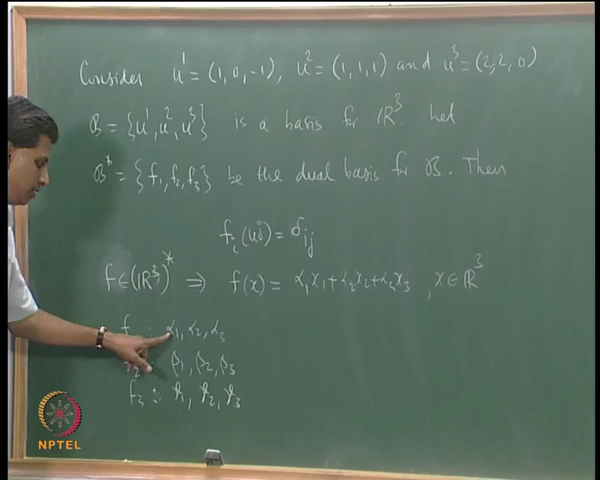 Consider u¹ = (1, 0, -1), u² = (1, 1, 1) and u³ = (2, 2, 0)
B = {u¹, u², u³} is a basis for ℝ³. Let
B* = {f₁, f₂, f₃} be the dual basis for B. Then
fᵢ(uʲ) = δᵢⱼ
f ∈ (ℝ³)* ⇒ f(x) = α₁x₁ + α₂x₂ + α₃x₃, x ∈ ℝ³
f : α₁, α₂, α₃
₂ : β₁, β₂, β₃
f₃ : γ₁, γ₂, γ₃
NPTEL